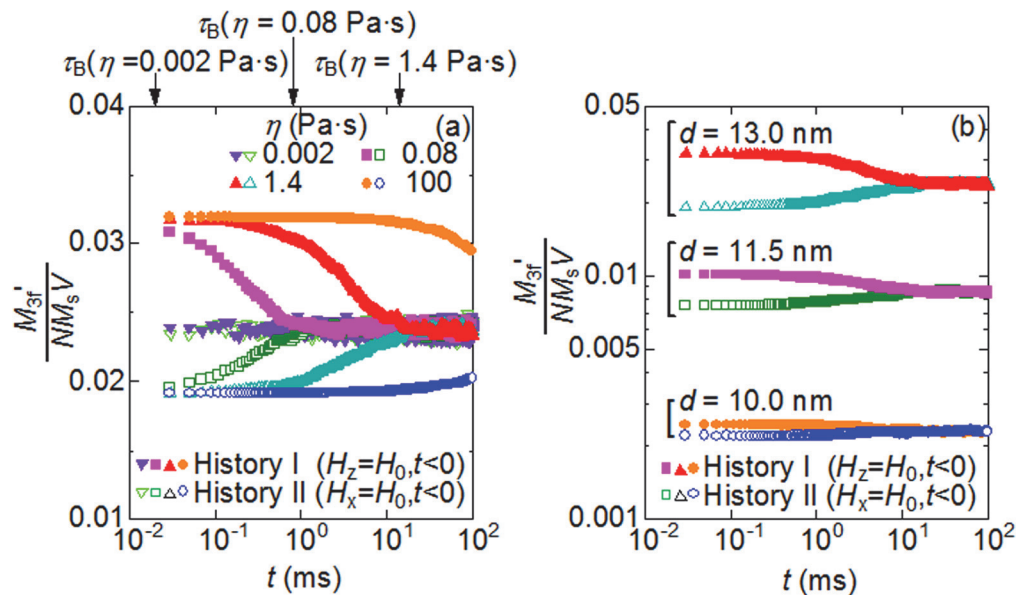 τB(η = 0.08 Pa·s)
τB(η =0.002 Pa·s)
τB(η = 1.4 Pa·s)
(a)
η (Pa·s)
0.002
0.08
1.4
100
0.04
0.03
0.02
0.01
M3f'
NMsV
History I (Hz=H0,t<0)
History II (Hx=H0,t<0)
10-2
10-1
100
101
102
t (ms)
(b)
d = 13.0 nm
d = 11.5 nm
d = 10.0 nm
0.05
0.01
0.005
0.001
M3f'
NMsV
History I (Hz=H0,t<0)
History II (Hx=H0,t<0)
10-2
10-1
100
101
102
t (ms)